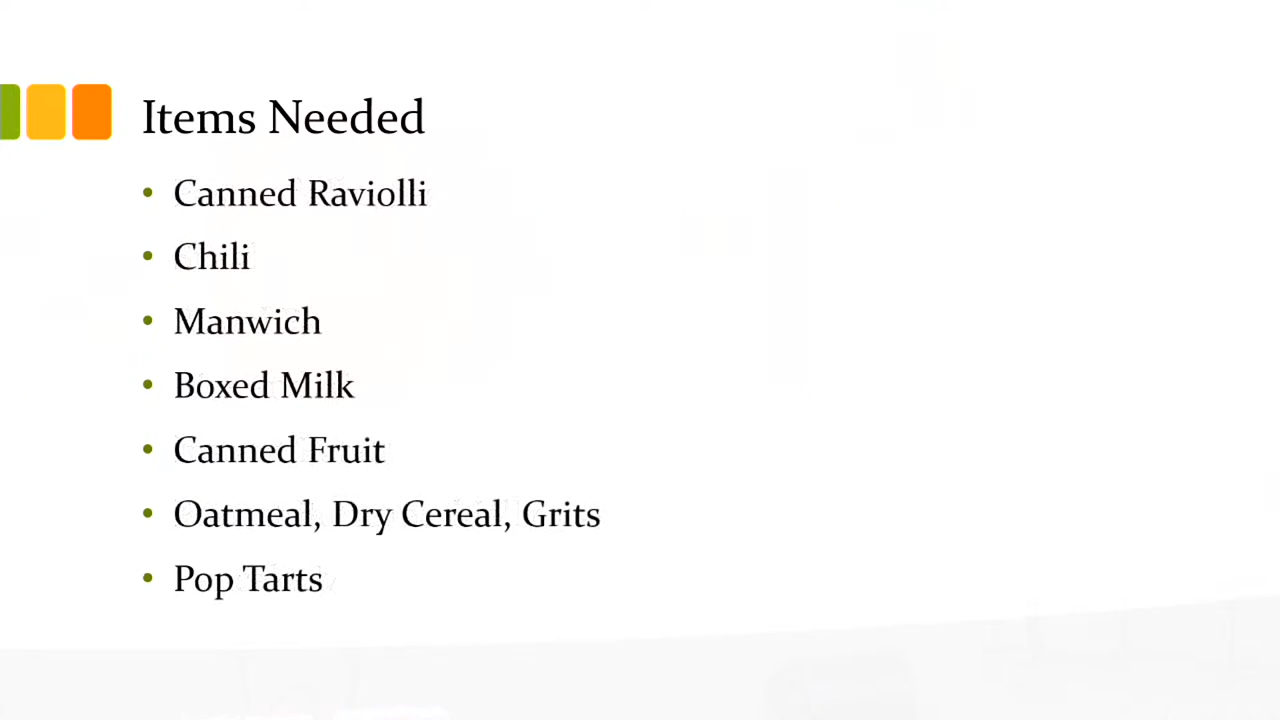 Items Needed
• Canned Raviolli
• Chili
• Manwich
• Boxed Milk
• Canned Fruit
• Oatmeal, Dry Cereal, Grits
• Pop Tarts